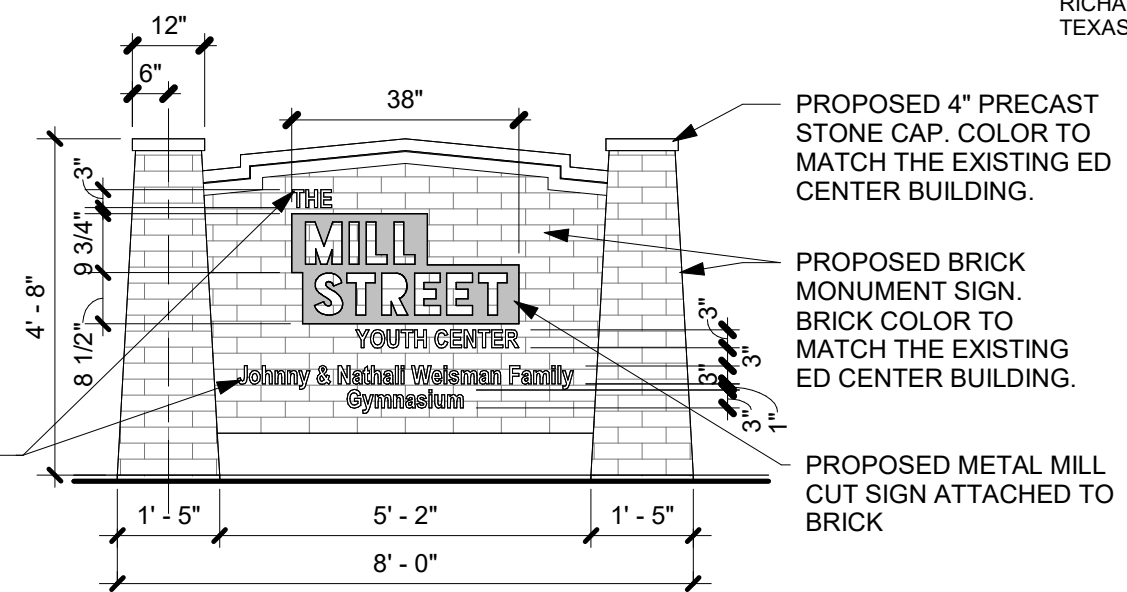 RICHA
TEXAS
12"
6"
38"
3"
9 3/4"
8 1/2"
4' - 8"
THE
MILL
STREET
YOUTH CENTER
Johnny & Nathali Weisman Family
Gymnasium
3"
3"
3"
1"
3"
PROPOSED 4" PRECAST
STONE CAP. COLOR TO
MATCH THE EXISTING ED
CENTER BUILDING.
PROPOSED BRICK
MONUMENT SIGN.
BRICK COLOR TO
MATCH THE EXISTING
ED CENTER BUILDING.
PROPOSED METAL MILL
CUT SIGN ATTACHED TO
BRICK
1' - 5"
5' - 2"
1' - 5"
8' - 0"